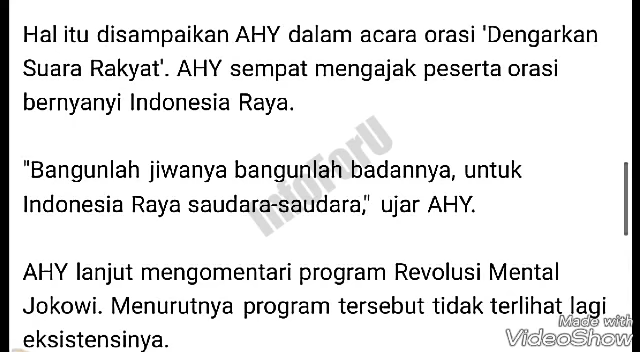 Hal itu disampaikan AHY dalam acara orasi 'Dengarkan
Suara Rakyat'. AHY sempat mengajak peserta orasi
bernyanyi Indonesia Raya.
"Bangunlah jiwanya bangunlah badannya, untuk
Indonesia Raya saudara-saudara," ujar AHY.
InfoForU
AHY lanjut mengomentari program Revolusi Mental
Jokowi. Menurutnya program tersebut tidak terlihat lagi
eksistensinya.
Made with
VideoShow